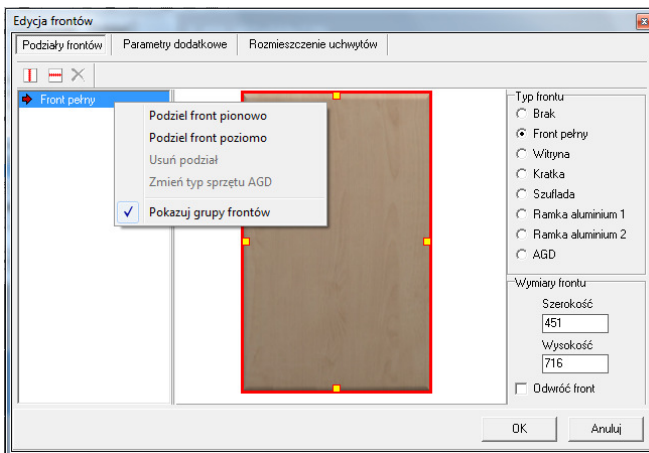 Edycja frontów
Podziały frontów
Parametry dodatkowe
Rozmieszczenie uchwytów
Front pełny
Podziel front pionowo
Podziel front poziomo
Usuń podział
Zmień typ sprzętu AGD
Pokazuj grupy frontów
Typ frontu
Brak
Front pełny
Witryna
Kratka
Szuflada
Ramka aluminium 1
Ramka aluminium 2
AGD
Wymiary frontu
Szerokość
451
Wysokość
716
Odwróć front
OK
Anuluj